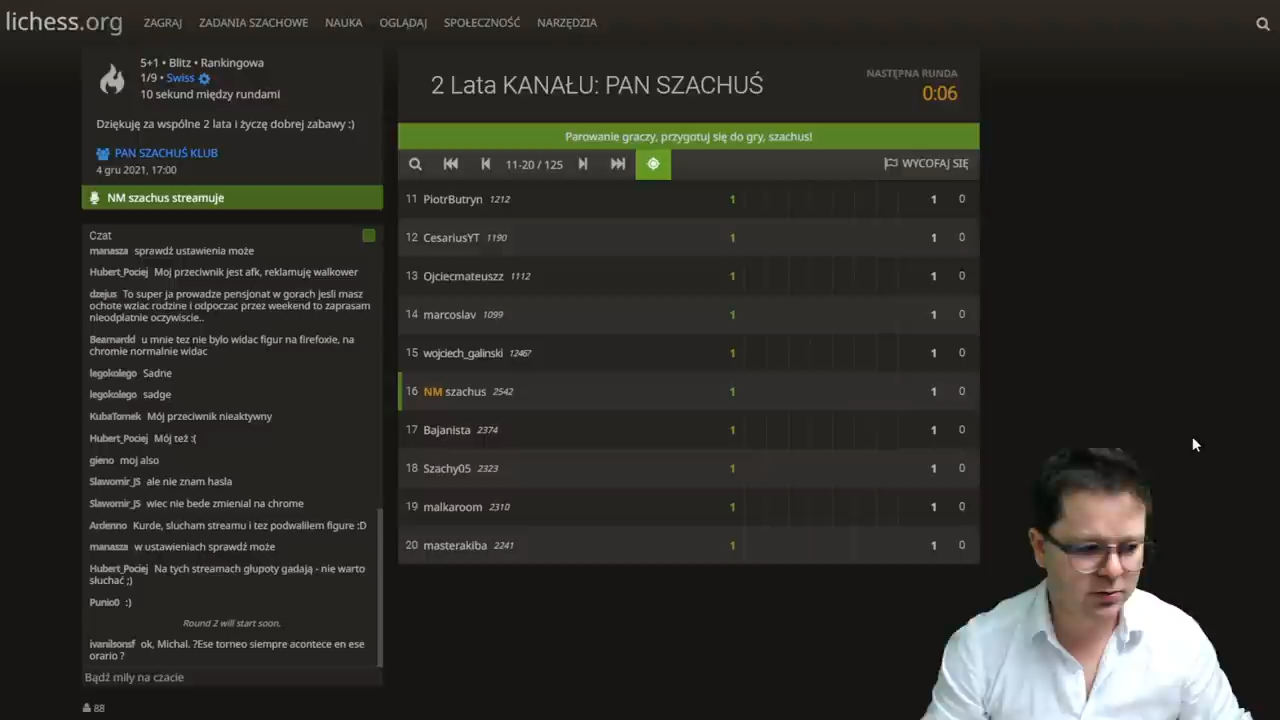 lichess.org ZAGRAJ ZADANIA SZACHOWE NAUKA OGLĄDAJ SPOŁECZNOŚĆ NARZĘDZIA
5+1 • Blitz • Rankingowa
1/9 • Swiss
10 sekund między rundami
Dziękuję za wspólne 2 lata i życzę dobrej zabawy :)
PAN SZACHUŚ KLUB
4 gru 2021, 17:00
NM szachus streamuje
Czat
manasza sprawdź ustawienia może
Hubert_Pociej Moj przeciwnik jest afk, reklamuję walkower
dzejus To super ja prowadze pensjonat w gorach jesli masz
ochote wziac rodzine i odpoczac przez weekend to zaprasam
nieodplatnie oczywiscie..
Bearnardd u mnie tez nie bylo widac figur na firefoxie, na
chromie normalnie widac
legokolego Sadne
legokolego sadge
KubaTomek Mój przeciwnik nieaktywny
Hubert_Pociej Mój też :(
gieno moj also
Slawomir_JS ale nie znam hasla
Slawomir_JS wiec nie bede zmienial na chrome
Ardenno Kurde, slucham streamu i tez podwaliłem figure :D
manasza w ustawieniach sprawdź może
Hubert_Pociej Na tych streamach głupoty gadają - nie warto
słuchać ;)
Punio0 :)
Round 2 will start soon.
ivanilsonsf ok, Michal. ?Ese torneo siempre acontece en ese
orario ?
Bądź miły na czacie
88
2 Lata KANAŁU: PAN SZACHUŚ
NASTĘPNA RUNDA
0:06
Parowanie graczy, przygotuj się do gry, szachus!
11-20 / 125 WYCOFAJ SIĘ
11 PiotrButryn 1212 1 1 0
12 CesariusYT 1190 1 1 0
13 Ojciecmateuszz 1112 1 1 0
14 marcoslav 1099 1 1 0
15 wojciech_galinski 1 1 0
16 NM szachus 2542 1 1 0
17 Bajanista 2374 1 1 0
18 Szachy05 2323 1 1 0
19 malkaroom 2310 1 1 0
20 masterakiba 2241 1 1 0